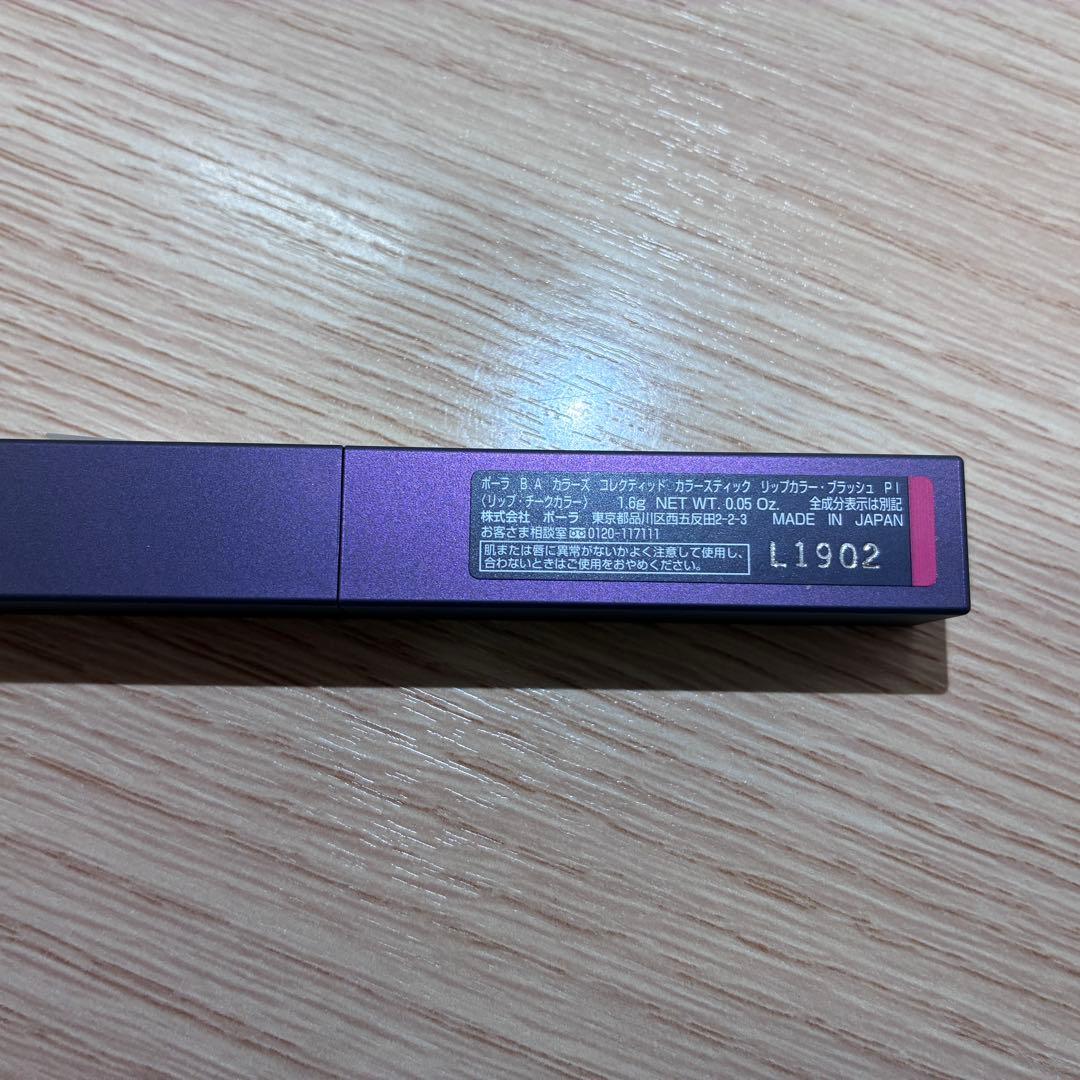 ポーラ B.A カラーズ コレクティッド カラースティック リップカラー・ブラッシュ PI
〈リップ・チークカラー〉 1.6g NET WT. 0.05 Oz. 全成分表示は別記
株式会社 ポーラ 東京都品川区西五反田2-2-3 MADE IN JAPAN
お客さま相談室 0120-117111
肌または唇に異常がないかよく注意して使用し、
合わないときはご使用をおやめください。
L1902